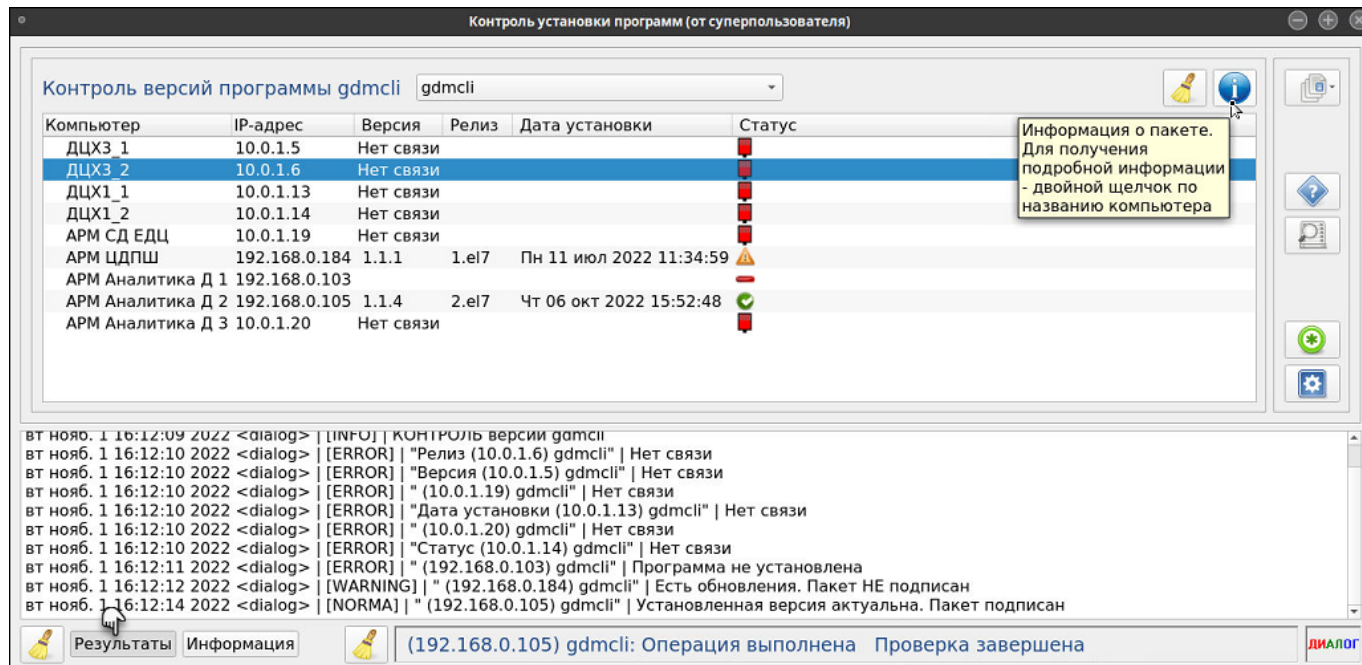 Контроль установки программ (от суперпользователя)
Контроль версий программы gdmcli gdmcli
Компьютер IP-адрес Версия Релиз Дата установки Статус
ДЦХ3_1 10.0.1.5 Нет связи
ДЦХ3_2 10.0.1.6 Нет связи
ДЦХ1_1 10.0.1.13 Нет связи
ДЦХ1_2 10.0.1.14 Нет связи
АРМ СД ЕДЦ 10.0.1.19 Нет связи
АРМ ЦДПШ 192.168.0.184 1.1.1 1.el7 Пн 11 июл 2022 11:34:59
АРМ Аналитика Д 1 192.168.0.103
АРМ Аналитика Д 2 192.168.0.105 1.1.4 2.el7 Чт 06 окт 2022 15:52:48
АРМ Аналитика Д 3 10.0.1.20 Нет связи
Информация о пакете.
Для получения
подробной информации
- двойной щелчок по
названию компьютера
вт нояб. 1 16:12:09 2022 <dialog> | [INFO] | КОНТРОЛЬ версий gdmcli
вт нояб. 1 16:12:10 2022 <dialog> | [ERROR] | "Релиз (10.0.1.6) gdmcli" | Нет связи
вт нояб. 1 16:12:10 2022 <dialog> | [ERROR] | "Версия (10.0.1.5) gdmcli" | Нет связи
вт нояб. 1 16:12:10 2022 <dialog> | [ERROR] | " (10.0.1.19) gdmcli" | Нет связи
вт нояб. 1 16:12:10 2022 <dialog> | [ERROR] | "Дата установки (10.0.1.13) gdmcli" | Нет связи
вт нояб. 1 16:12:10 2022 <dialog> | [ERROR] | " (10.0.1.20) gdmcli" | Нет связи
вт нояб. 1 16:12:10 2022 <dialog> | [ERROR] | "Статус (10.0.1.14) gdmcli" | Нет связи
вт нояб. 1 16:12:11 2022 <dialog> | [ERROR] | " (192.168.0.103) gdmcli" | Программа не установлена
вт нояб. 1 16:12:12 2022 <dialog> | [WARNING] | " (192.168.0.184) gdmcli" | Есть обновления. Пакет НЕ подписан
вт нояб. 1 16:12:14 2022 <dialog> | [NORMA] | " (192.168.0.105) gdmcli" | Установленная версия актуальна. Пакет подписан
Результаты Информация (192.168.0.105) gdmcli: Операция выполнена Проверка завершена ДИАЛОГ